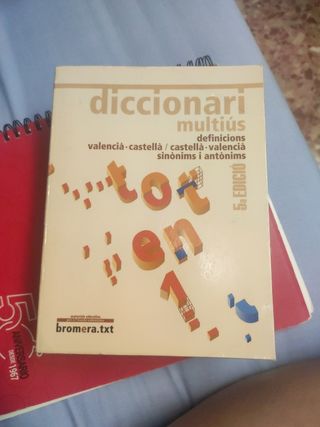 diccionari
multiús
definicions
valencià-castellà / castellà-valencià
sinònims i antònims
5a EDICIÓ
tot
en
1
bromera.txt